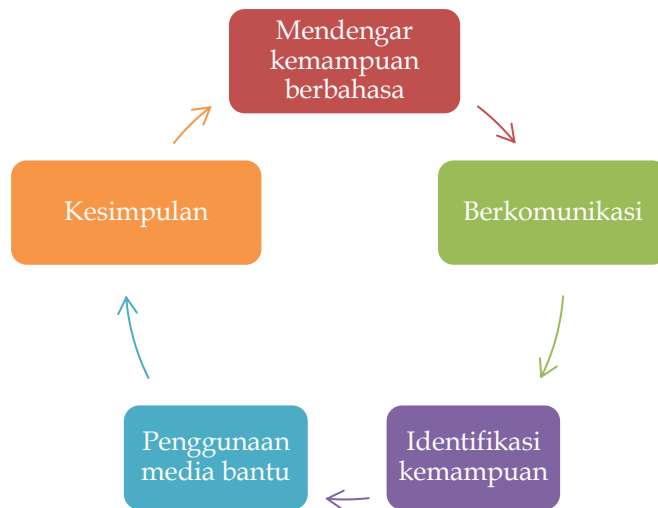 Mendengar
kemampuan
berbahasa
Berkomunikasi
Identifikasi
kemampuan
Penggunaan
media bantu
Kesimpulan